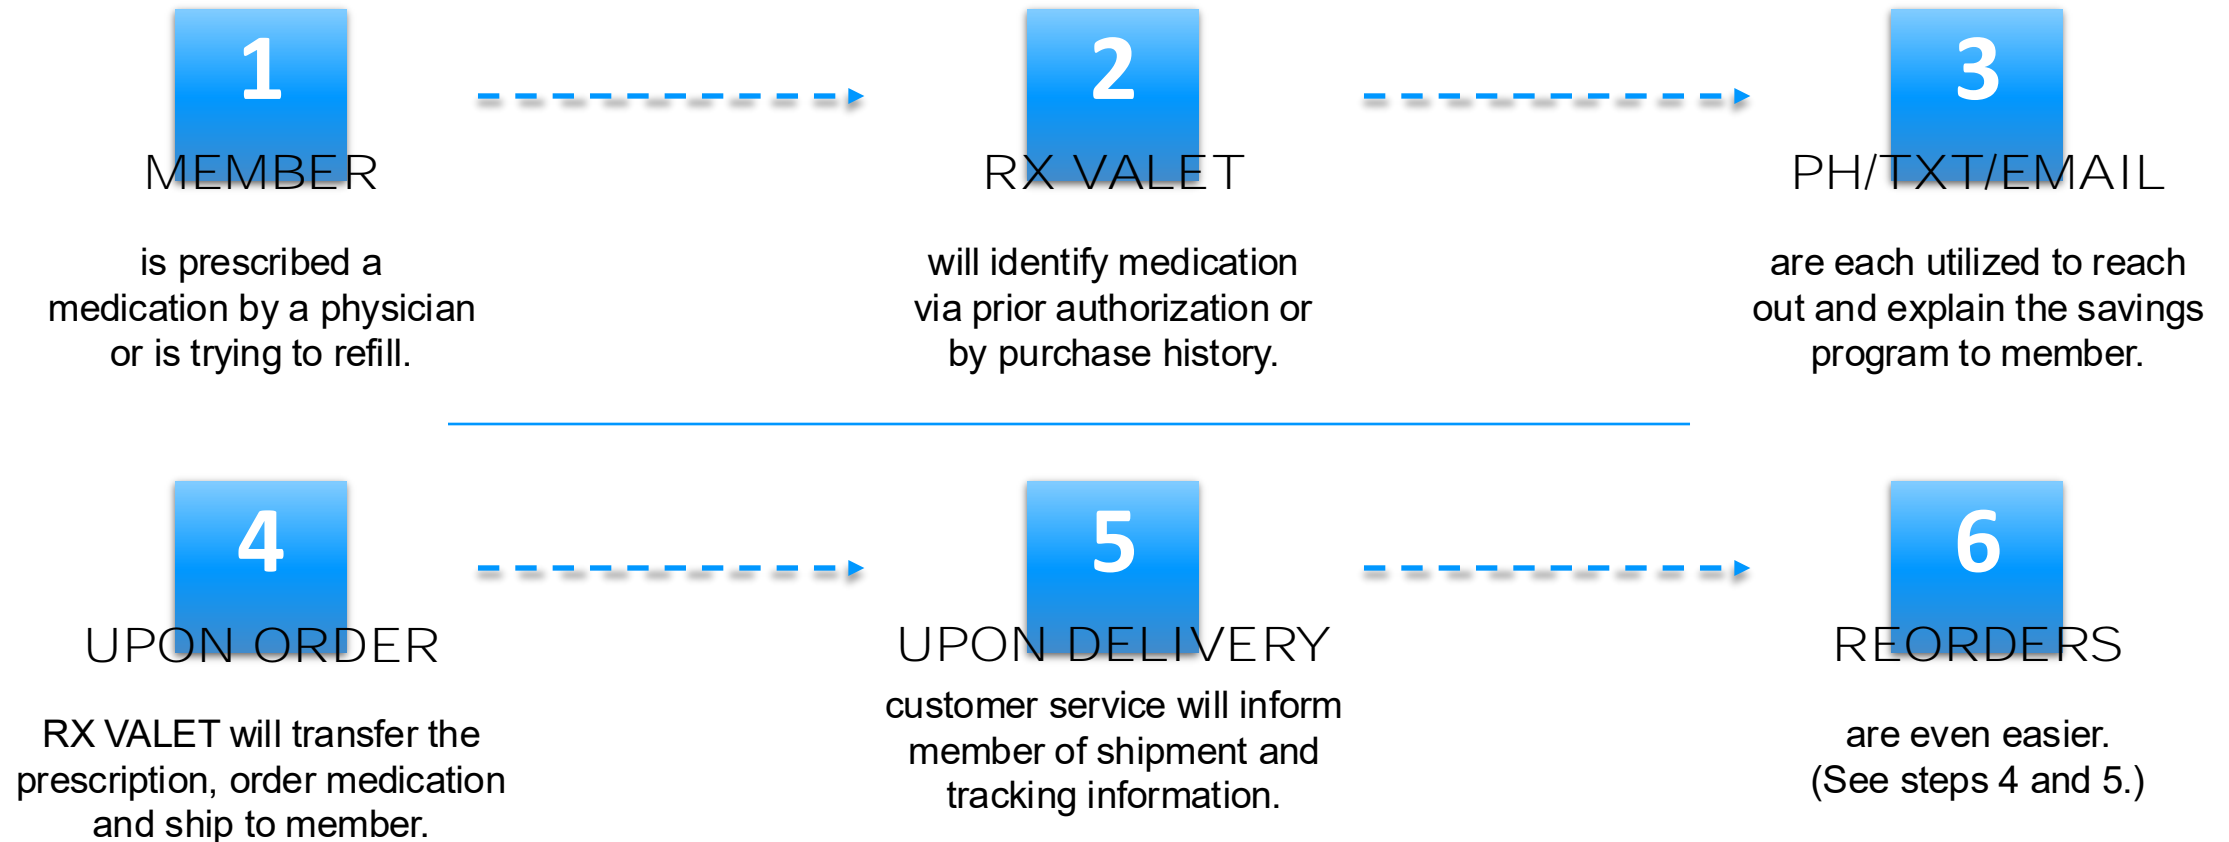 1
MEMBER
is prescribed a
medication by a physician
or is trying to refill.
2
RX VALET
will identify medication
via prior authorization or
by purchase history.
3
PH/TXT/EMAIL
are each utilized to reach
out and explain the savings
program to member.
4
UPON ORDER
RX VALET will transfer the
prescription, order medication
and ship to member.
5
UPON DELIVERY
customer service will inform
member of shipment and
tracking information.
6
REORDERS
are even easier.
(See steps 4 and 5.)